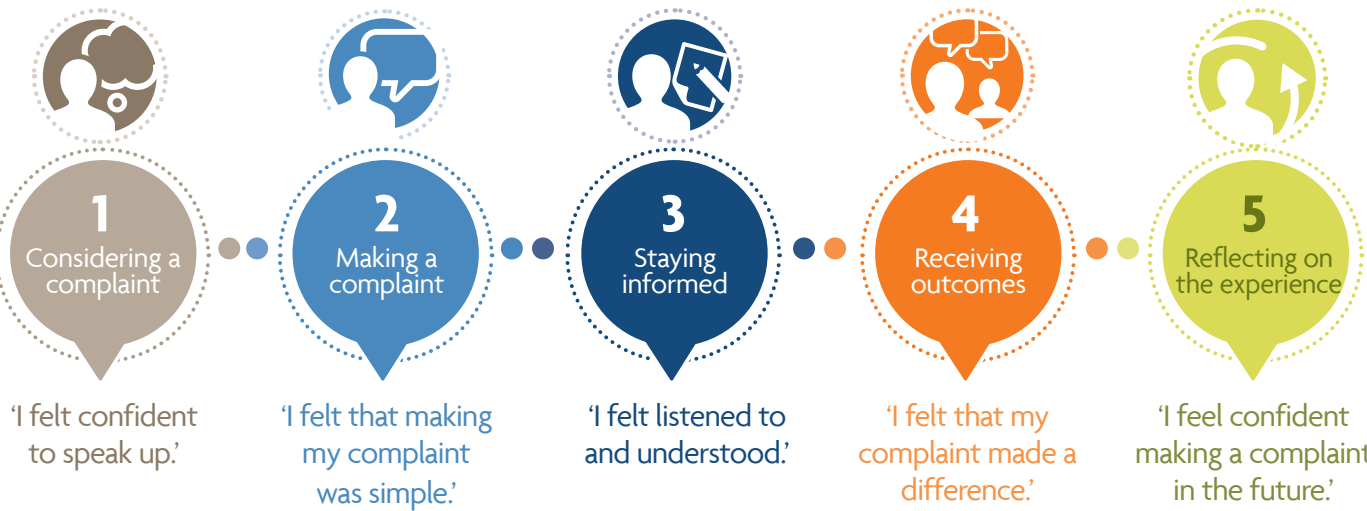 1
Considering a
complaint
'I felt confident
to speak up.'
2
Making a
complaint
'I felt that making
my complaint
was simple.'
3
Staying
informed
'I felt listened to
and understood.'
4
Receiving
outcomes
'I felt that my
complaint made a
difference.'
5
Reflecting on
the experience
'I feel confident
making a complaint
in the future.'